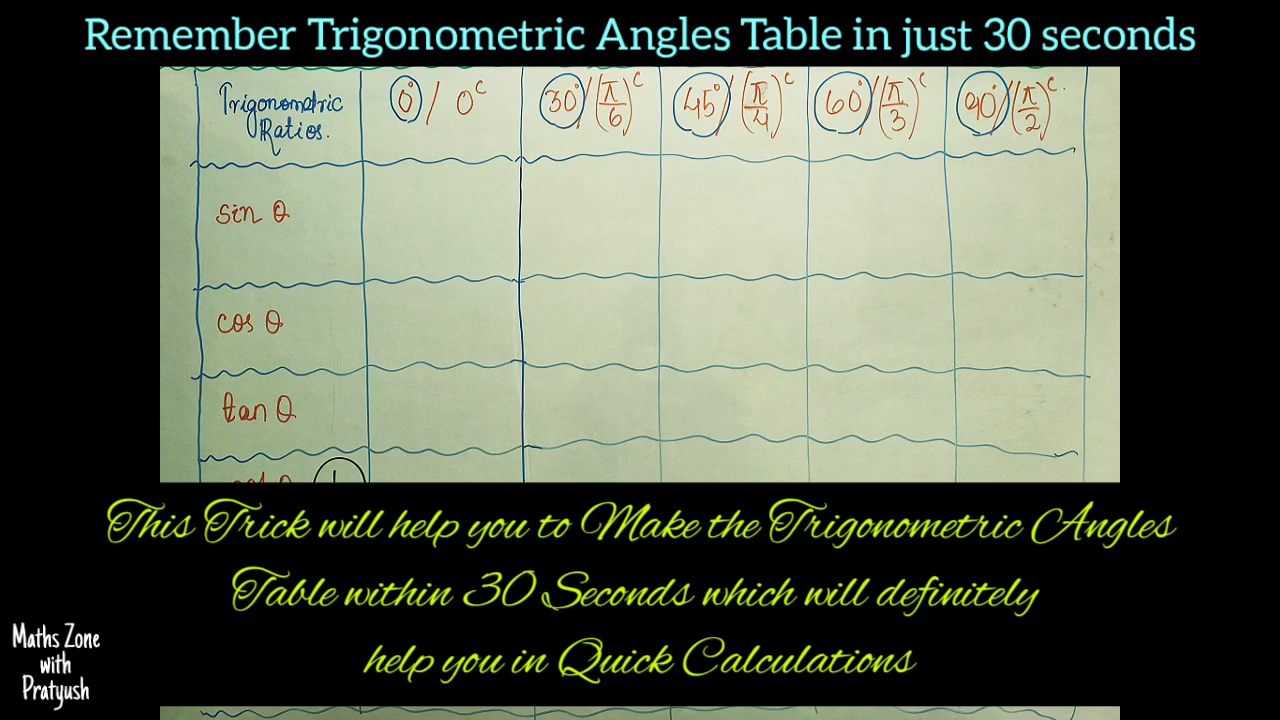 Remember Trigonometric Angles Table in just 30 seconds
Trigonometric Ratios. 0° / 0ᶜ 30°/(π/6)ᶜ 45°/(π/4)ᶜ 60°/(π/3)ᶜ 90°/(π/2)ᶜ
sin θ
cos θ
tan θ
This Trick will help you to Make the Trigonometric Angles
Table within 30 Seconds which will definitely
help you in Quick Calculations
Maths Zone
with
Pratyush